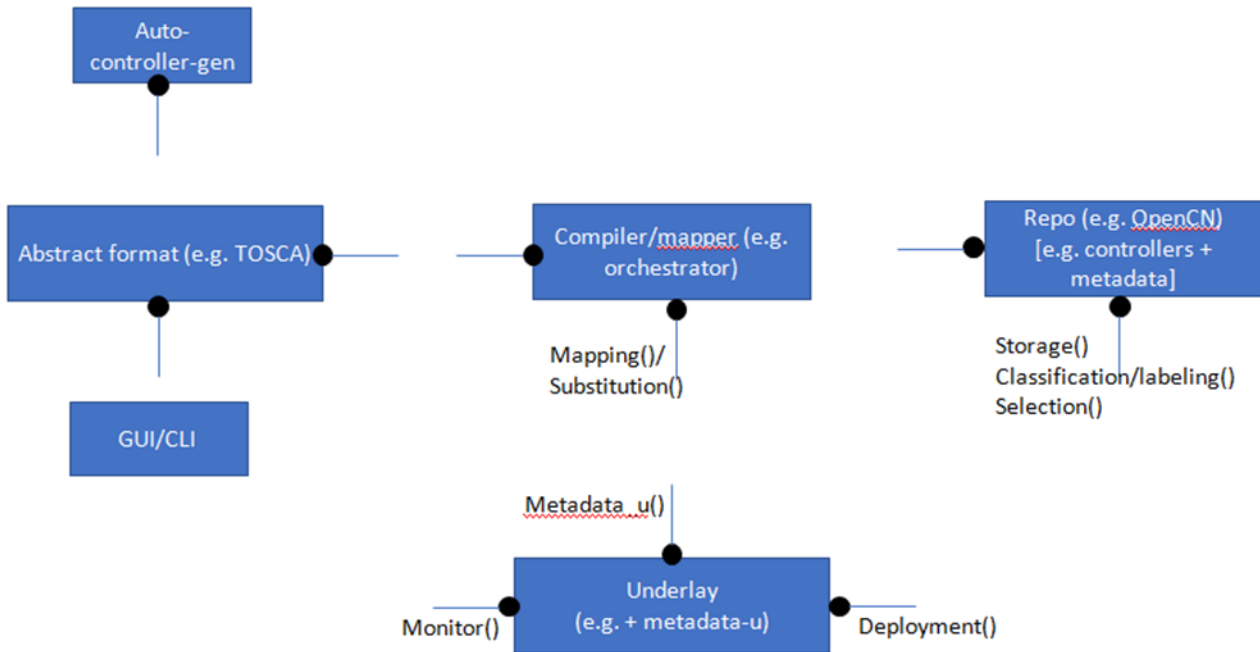 Auto-
controller-gen
Abstract format (e.g. TOSCA)
Compiler/mapper (e.g.
orchestrator)
Repo (e.g. OpenCN)
[e.g. controllers +
metadata]
Mapping()/
Substitution()
Storage()
Classification/labeling()
Selection()
GUI/CLI
Metadata_u()
Underlay
(e.g. + metadata-u)
Monitor()
Deployment()